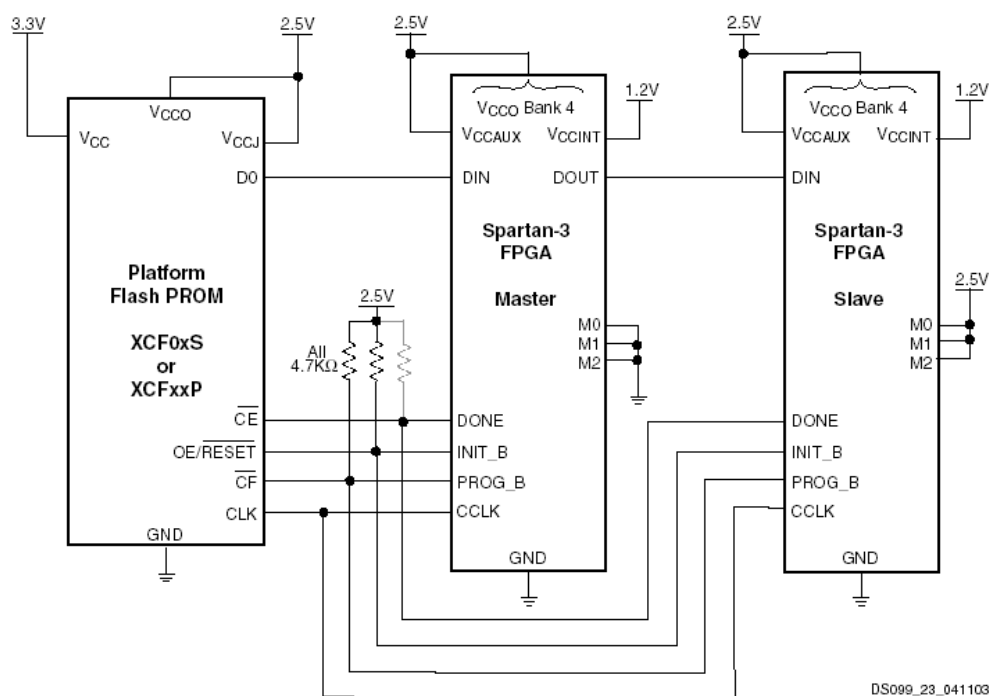 3.3V
2.5V
2.5V
2.5V
VCCO
VCC
VCCJ
D0
Platform
Flash PROM
XCF0xS
or
XCFxxP
CE
OE/RESET
CF
CLK
GND
2.5V
All
4.7KΩ
VCCO Bank 4
1.2V
VCCAUX
VCCINT
DIN
DOUT
Spartan-3
FPGA
Master
M0
M1
M2
DONE
INIT_B
PROG_B
CCLK
GND
VCCO Bank 4
1.2V
VCCAUX
VCCINT
DIN
Spartan-3
FPGA
Slave
2.5V
M0
M1
M2
DONE
INIT_B
PROG_B
CCLK
GND
DS099_23_041103